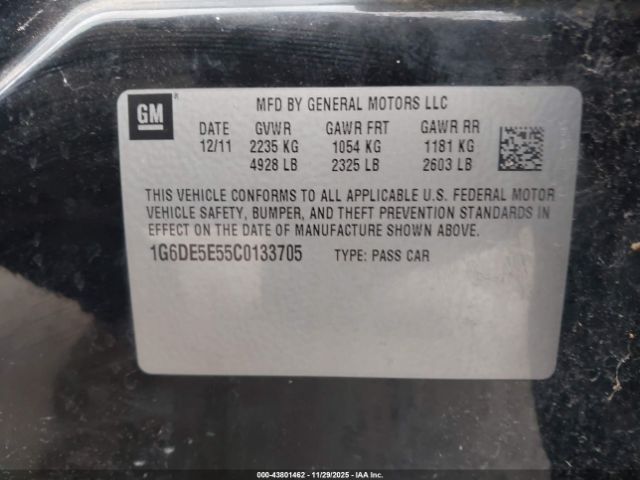 GM
MFD BY GENERAL MOTORS LLC
DATE GVWR GAWR FRT GAWR RR
12/11 2235 KG 1054 KG 1181 KG
4928 LB 2325 LB 2603 LB
THIS VEHICLE CONFORMS TO ALL APPLICABLE U.S. FEDERAL MOTOR
VEHICLE SAFETY, BUMPER, AND THEFT PREVENTION STANDARDS IN
EFFECT ON THE DATE OF MANUFACTURE SHOWN ABOVE.
1G6DE5E55C0133705 TYPE: PASS CAR
000-43801462 - 11/29/2025 - IAAI.COM